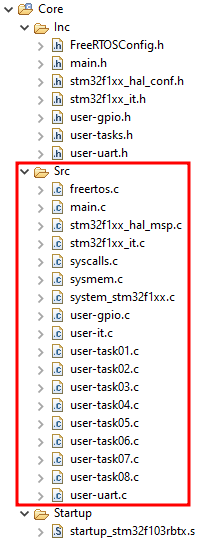 Core
Inc
FreeRTOSConfig.h
main.h
stm32f1xx_hal_conf.h
stm32f1xx_it.h
user-gpio.h
user-tasks.h
user-uart.h
Src
freertos.c
main.c
stm32f1xx_hal_msp.c
stm32f1xx_it.c
syscalls.c
sysmem.c
system_stm32f1xx.c
user-gpio.c
user-it.c
user-task01.c
user-task02.c
user-task03.c
user-task04.c
user-task05.c
user-task06.c
user-task07.c
user-task08.c
user-uart.c
Startup
startup_stm32f103rbtx.s